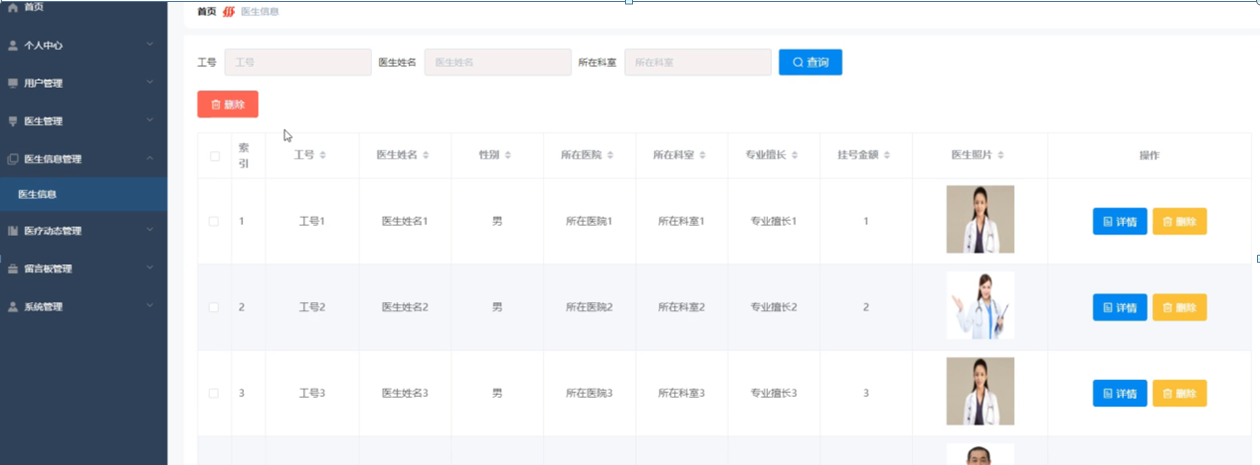 首页
个人中心
用户管理
医生管理
医生信息管理
医生信息
医疗动态管理
留言板管理
系统管理
首页 医生信息
工号 工号 医生姓名 医生姓名 所在科室 所在科室 查询
删除
索引 工号 医生姓名 性别 所在医院 所在科室 专业擅长 挂号金额 医生照片 操作
1 工号1 医生姓名1 男 所在医院1 所在科室1 专业擅长1 1 详情 删除
2 工号2 医生姓名2 男 所在医院2 所在科室2 专业擅长2 2 详情 删除
3 工号3 医生姓名3 男 所在医院3 所在科室3 专业擅长3 3 详情 删除